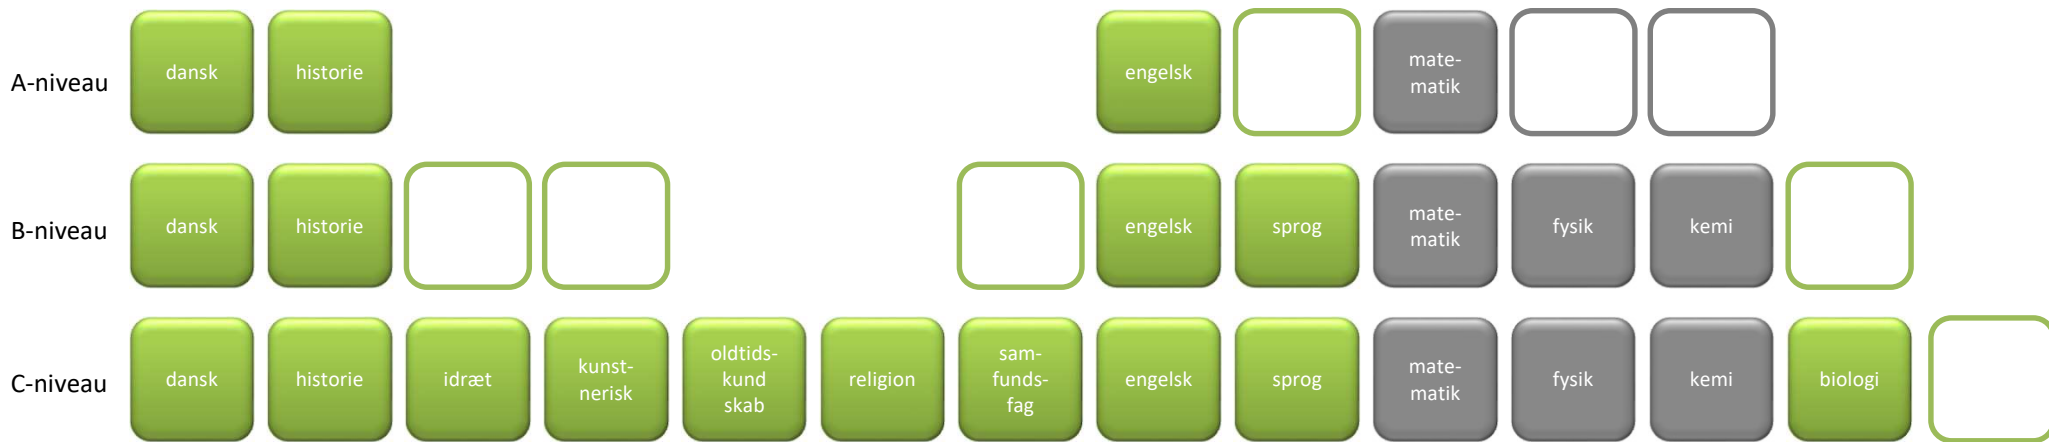 A-niveau
dansk
historie
engelsk
mate-
matik
B-niveau
dansk
historie
engelsk
sprog
mate-
matik
fysik
kemi
C-niveau
dansk
historie
idræt
kunst-
nerisk
oldtids-
kund
skab
religion
sam-
funds-
fag
engelsk
sprog
mate-
matik
fysik
kemi
biologi